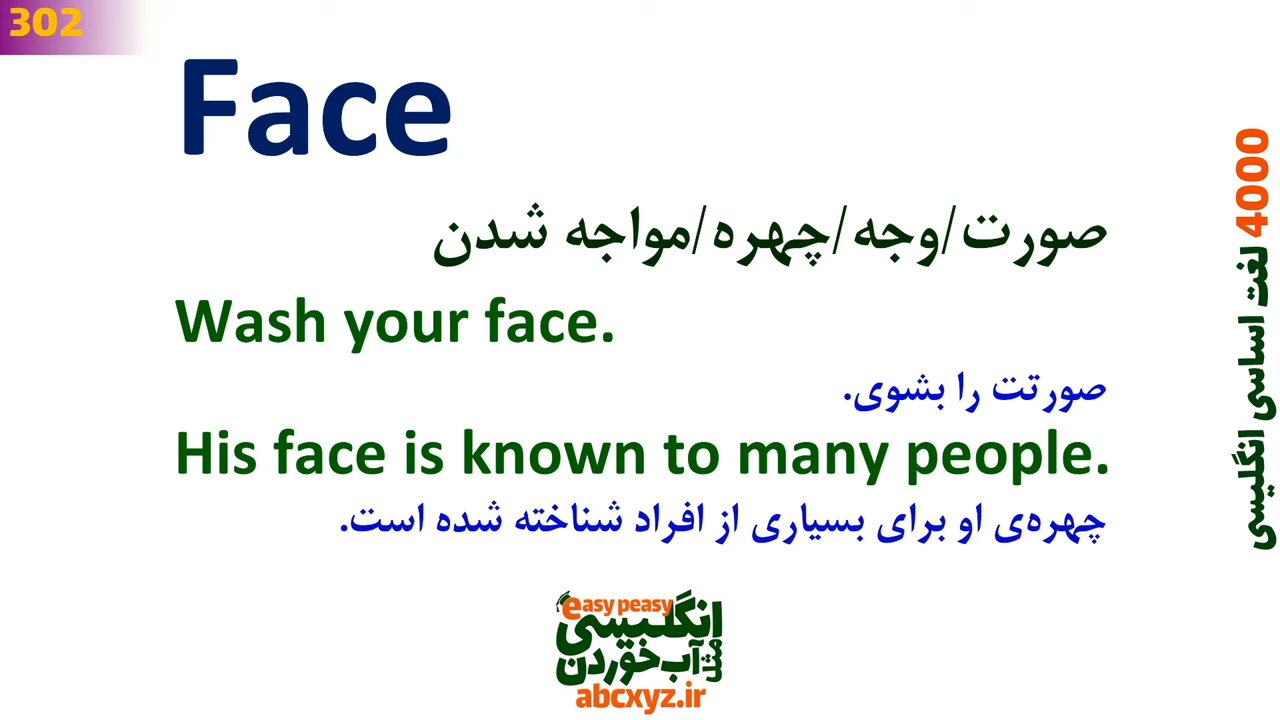 302
Face
صورت/وجه/چهره/مواجه شدن
Wash your face.
صورتت را بشوی.
His face is known to many people.
چهره‌ی او برای بسیاری از افراد شناخته شده است.
4000 لغت اساسی انگلیسی
easy peasy
انگلیسی
مثل آب خوردن
abcxyz.ir